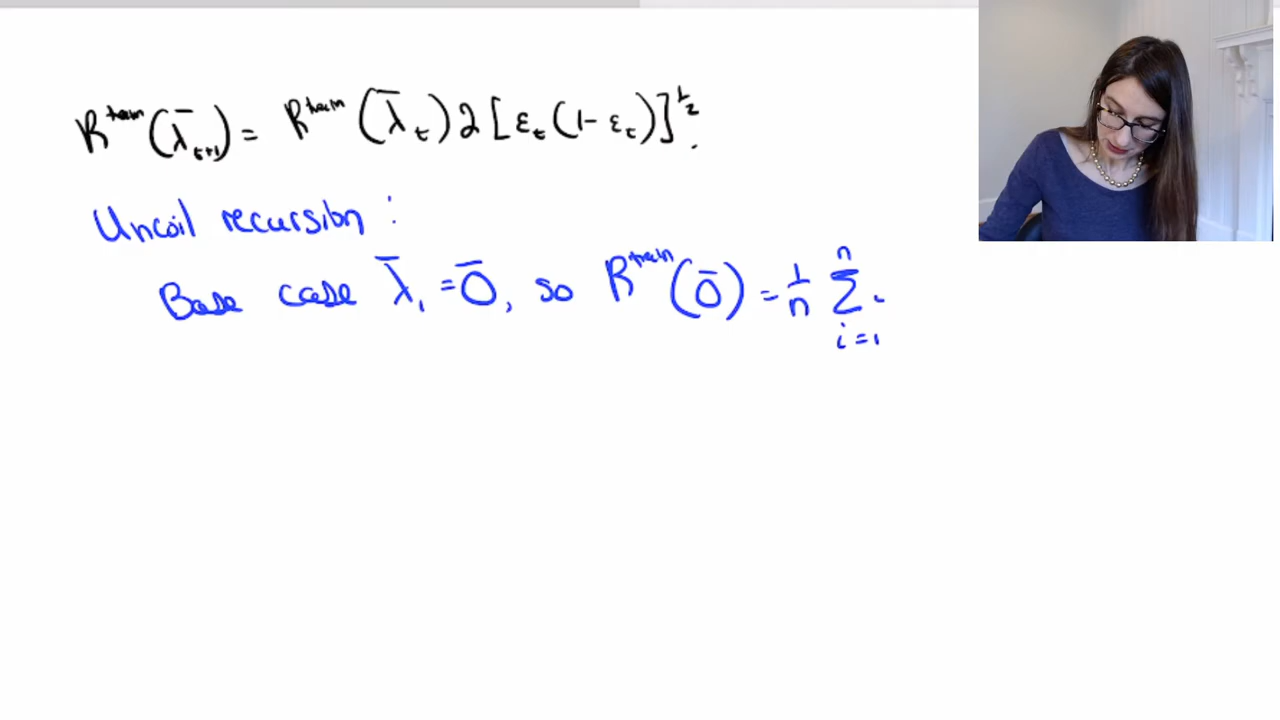 R^train(λ̄_{t+1}) = R^train(λ̄_t) 2 [ε_t(1 - ε_t)]^{1/2}.
Uncoil recursion:
Base case λ̄_1 = 0̄, so R^train(0̄) = 1/n Σ_{i=1}^{n}